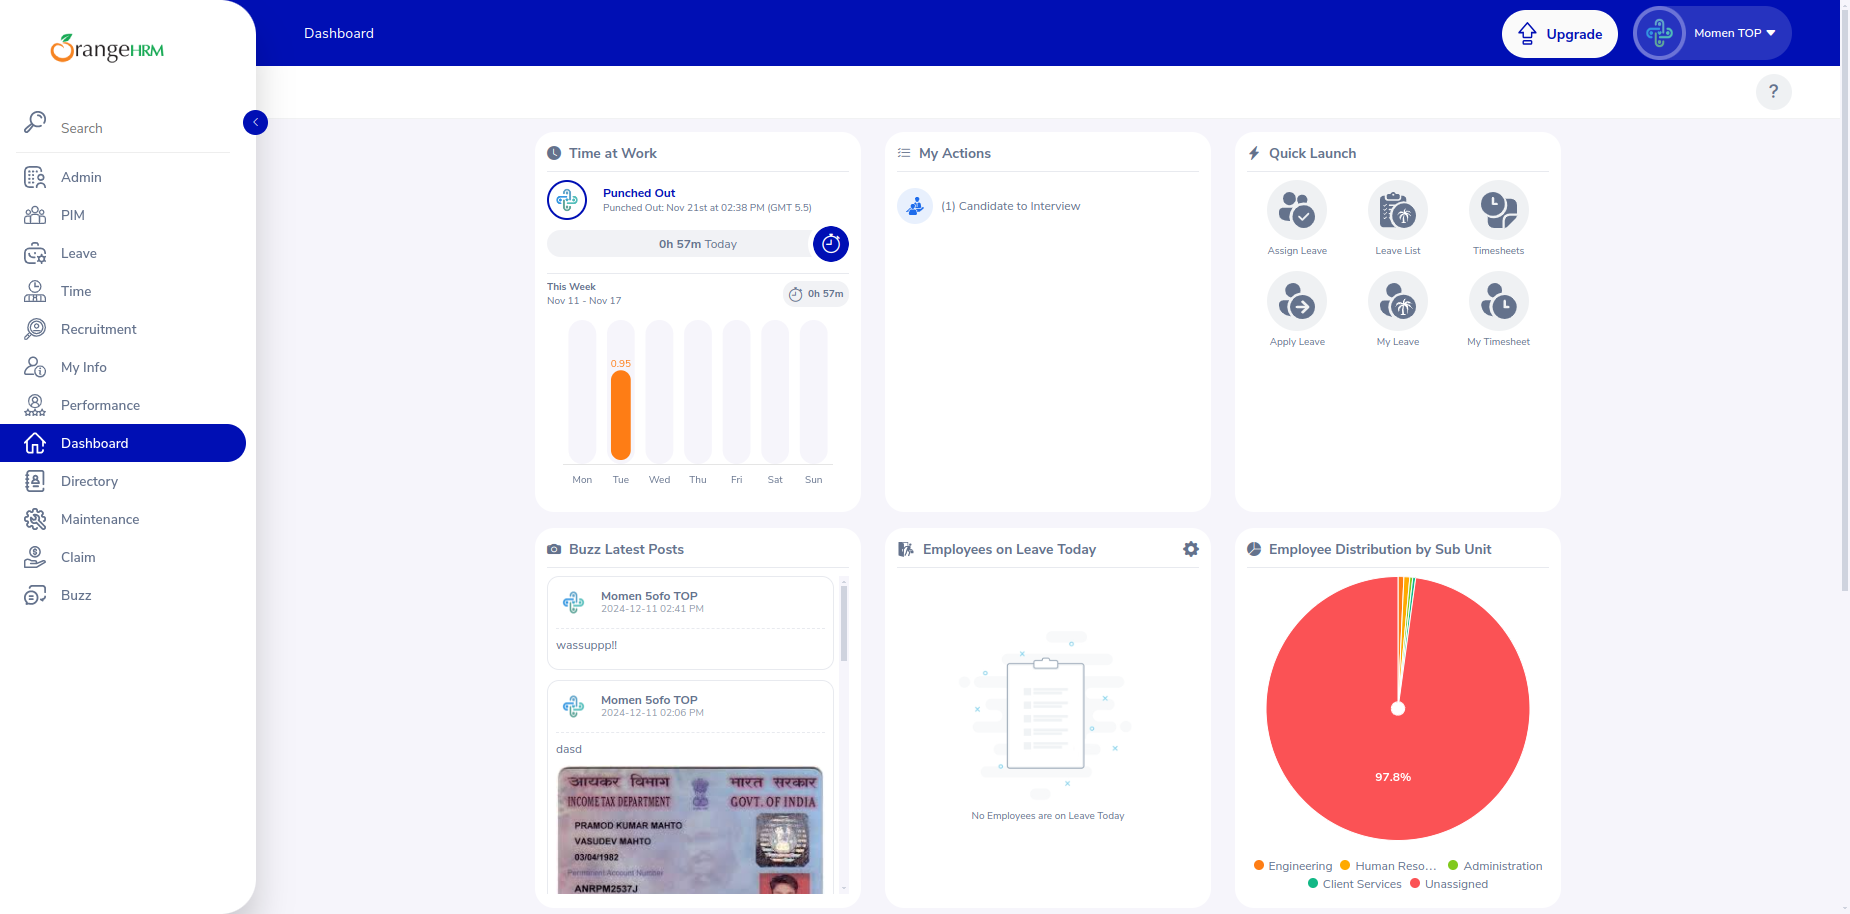 OrangeHRM
Dashboard
Upgrade
Momen TOP
?
Search
Admin
PIM
Leave
Time
Recruitment
My Info
Performance
Dashboard
Directory
Maintenance
Claim
Buzz
Time at Work
Punched Out
Punched Out: Nov 21st at 02:38 PM (GMT 5.5)
0h 57m Today
This Week
Nov 11 - Nov 17
0h 57m
0.95
Mon Tue Wed Thu Fri Sat Sun
My Actions
(1) Candidate to Interview
Quick Launch
Assign Leave Leave List Timesheets
Apply Leave My Leave My Timesheet
Buzz Latest Posts
Momen 5ofo TOP
2024-12-11 02:41 PM
wassuppp!!
Momen 5ofo TOP
2024-12-11 02:06 PM
dasd
आयकर विभाग भारत सरकार
INCOME TAX DEPARTMENT GOVT. OF INDIA
PRAMOD KUMAR MAHTO
VASUDEV MAHTO
03/04/1982
Permanent Account Number
ANRPM2537J
Employees on Leave Today
No Employees are on Leave Today
Employee Distribution by Sub Unit
97.8%
Engineering Human Reso... Administration
Client Services Unassigned